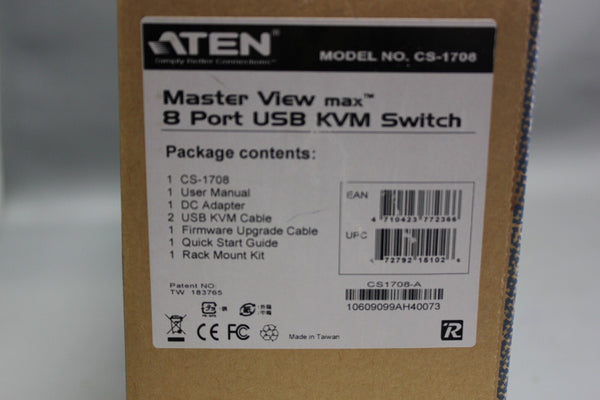 ATEN
Simply Better Connections™
MODEL NO. CS-1708
Master View max™
8 Port USB KVM Switch
Package contents:
1 CS-1708
1 User Manual
1 DC Adapter
2 USB KVM Cable
1 Firmware Upgrade Cable
1 Quick Start Guide
1 Rack Mount Kit
EAN
4 710423 772366
UPC
72792 15102
Patent NO:
TW 183765
CS1708-A
10609099AH40073
CE FC
Made in Taiwan
R